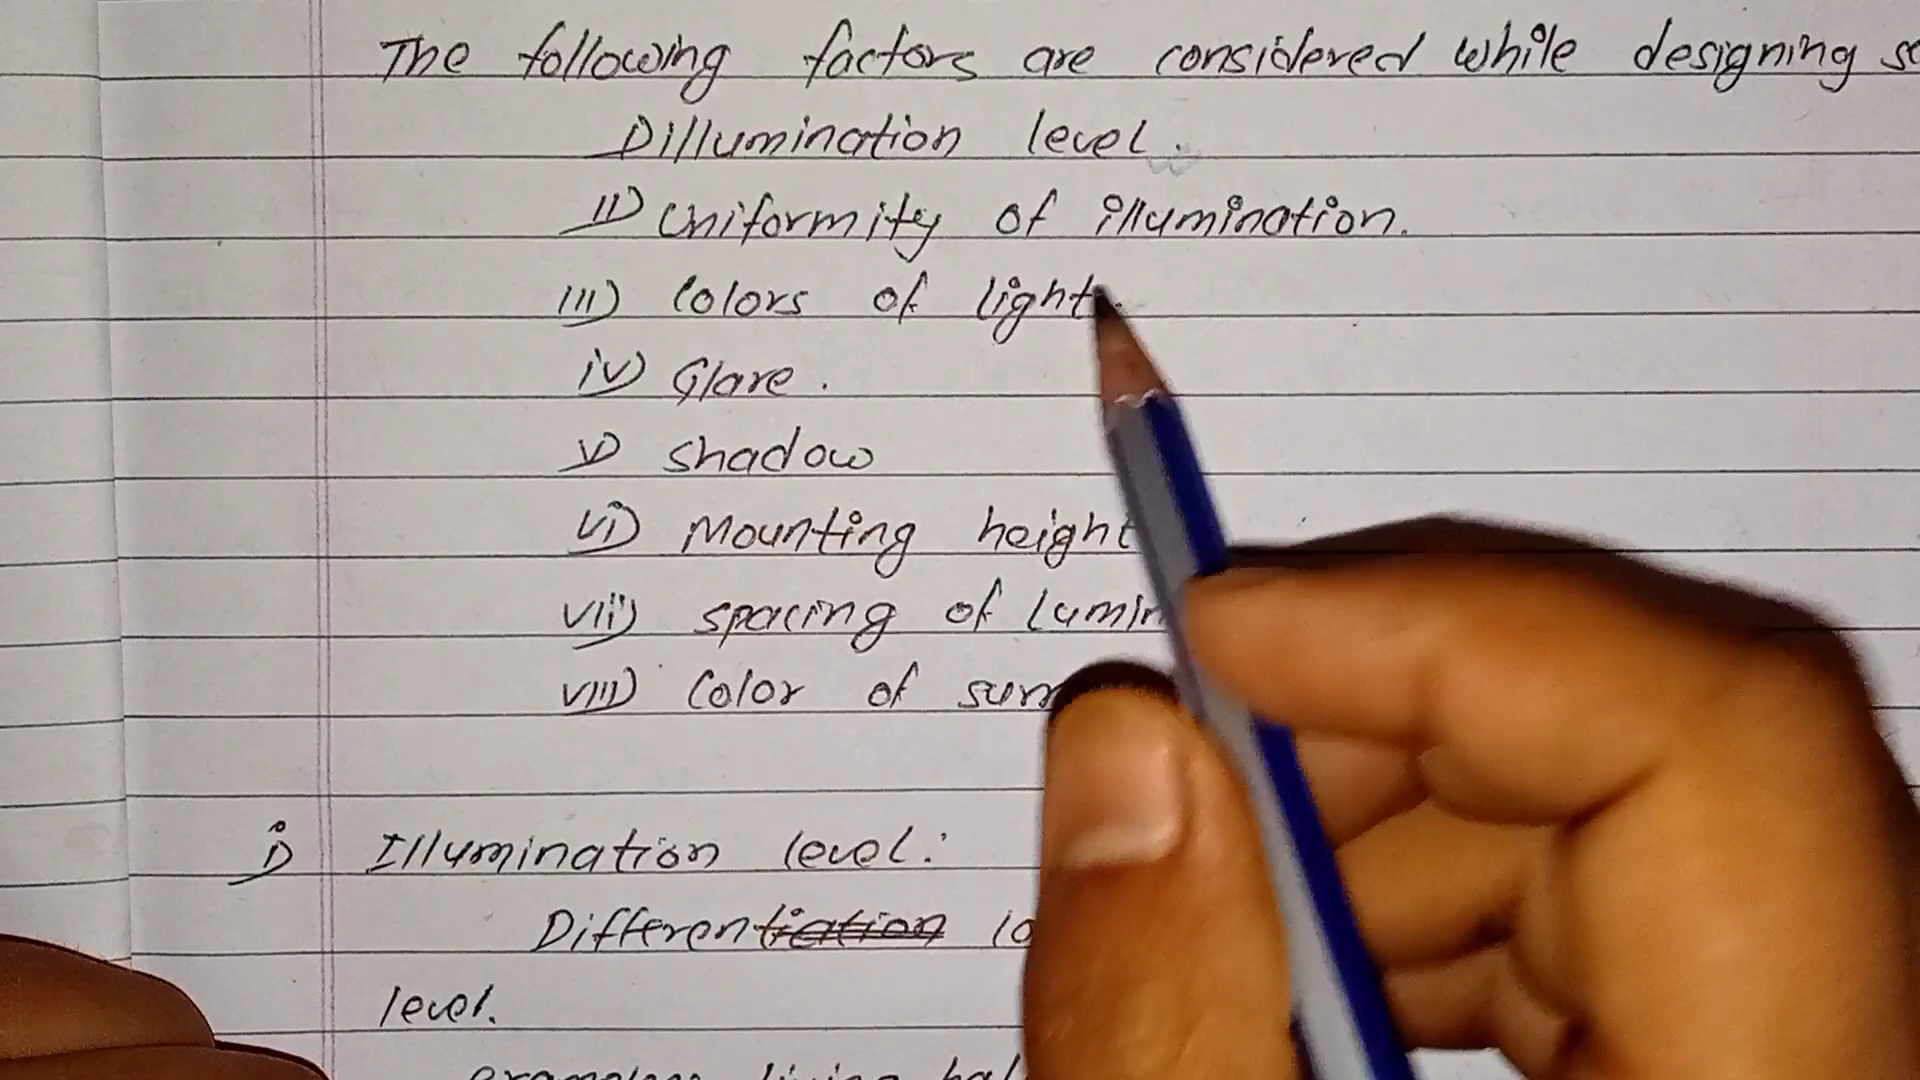 The following factors are considered while designing
i) Illumination level.
ii) Uniformity of illumination.
iii) Colors of light.
iv) Glare.
v) shadow
vi) Mounting height
vii) spacing of
viii) Color of
i) Illumination level:
Different
level.